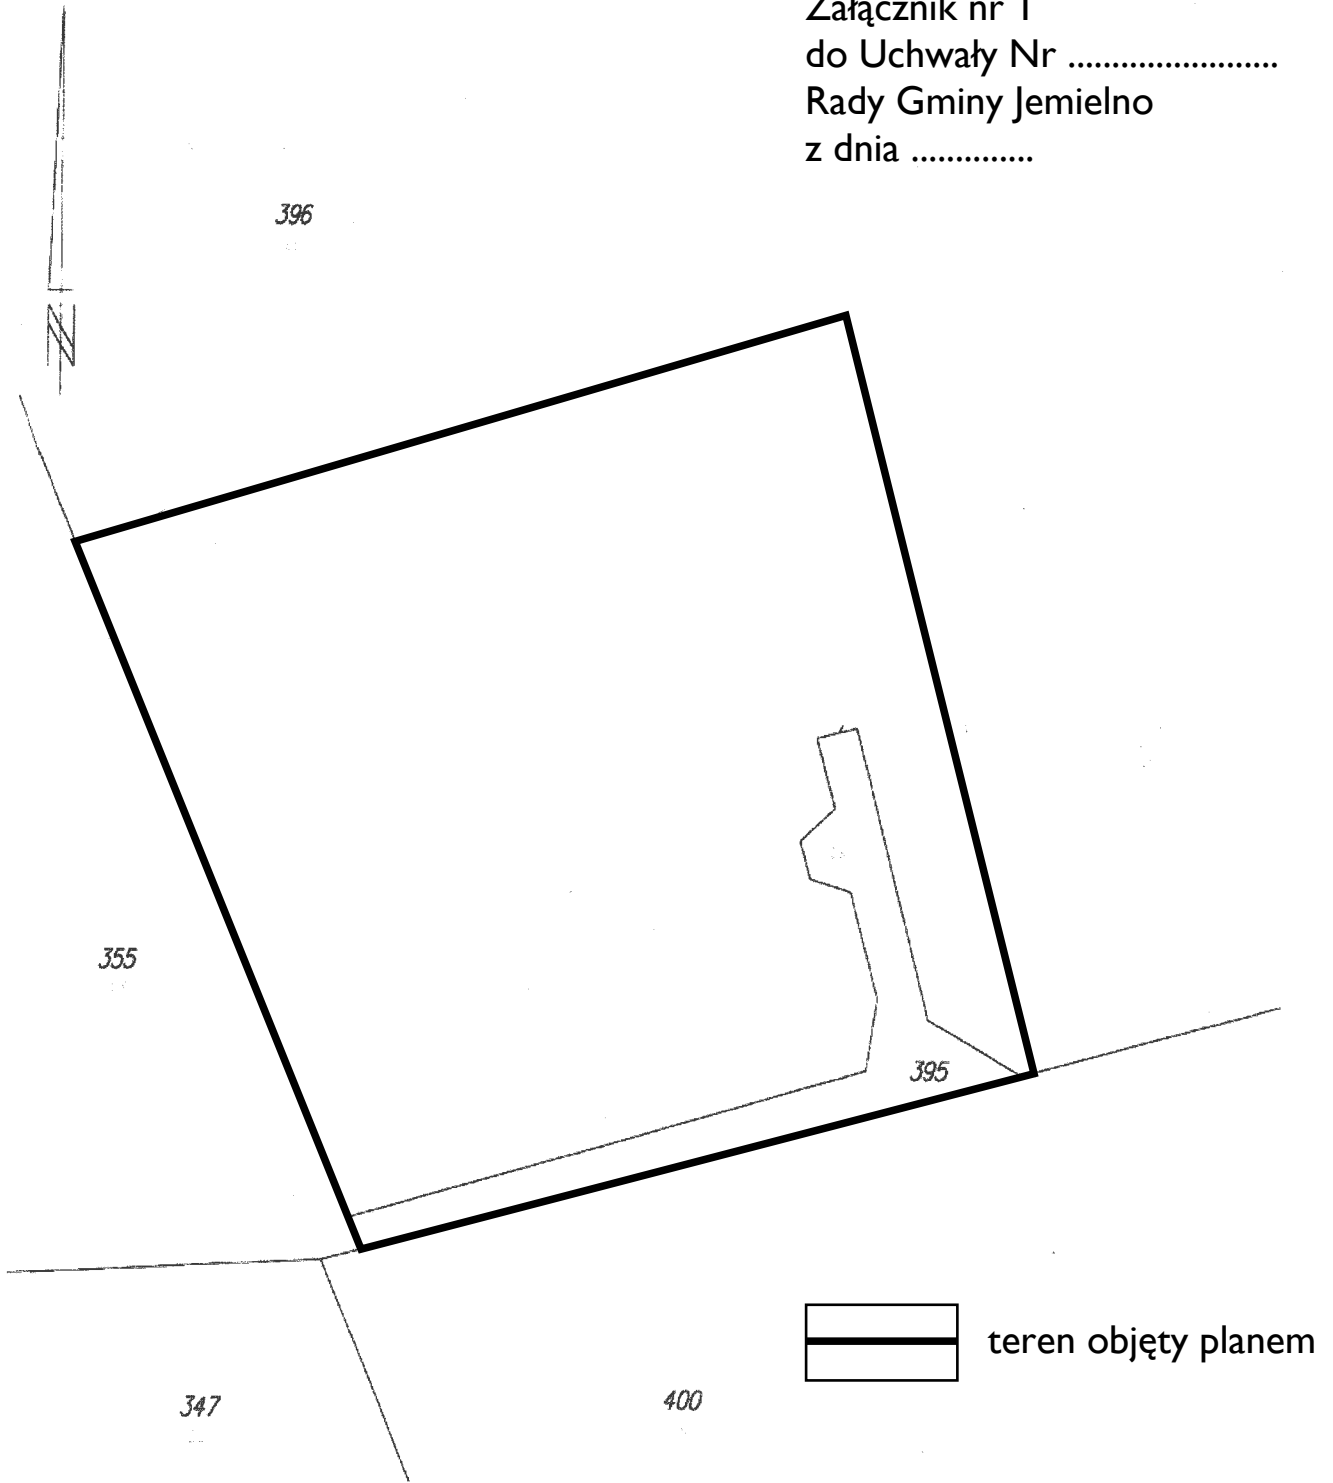 Załącznik nr 1
do Uchwały Nr ........................
Rady Gminy Jemielno
z dnia ..............
396
N
355
395
teren objęty planem
347
400